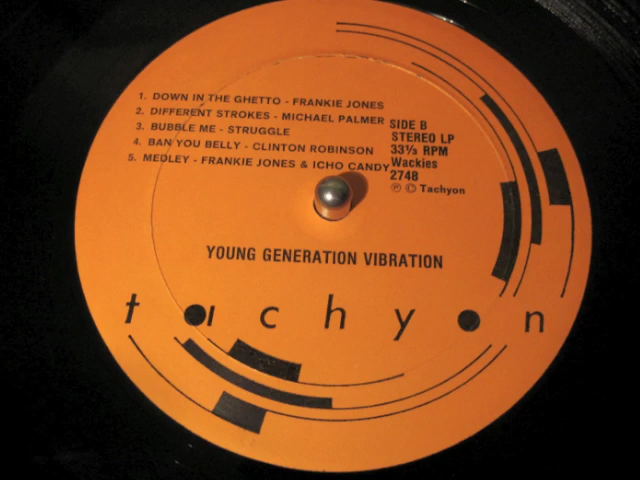 1. DOWN IN THE GHETTO - FRANKIE JONES
2. DIFFERENT STROKES - MICHAEL PALMER
3. BUBBLE ME - STRUGGLE
4. BAN YOU BELLY - CLINTON ROBINSON
5. MEDLEY - FRANKIE JONES & ICHO CANDY
SIDE B
STEREO LP
33⅓ RPM
Wackies
2748
℗ © Tachyon
YOUNG GENERATION VIBRATION
tachyon